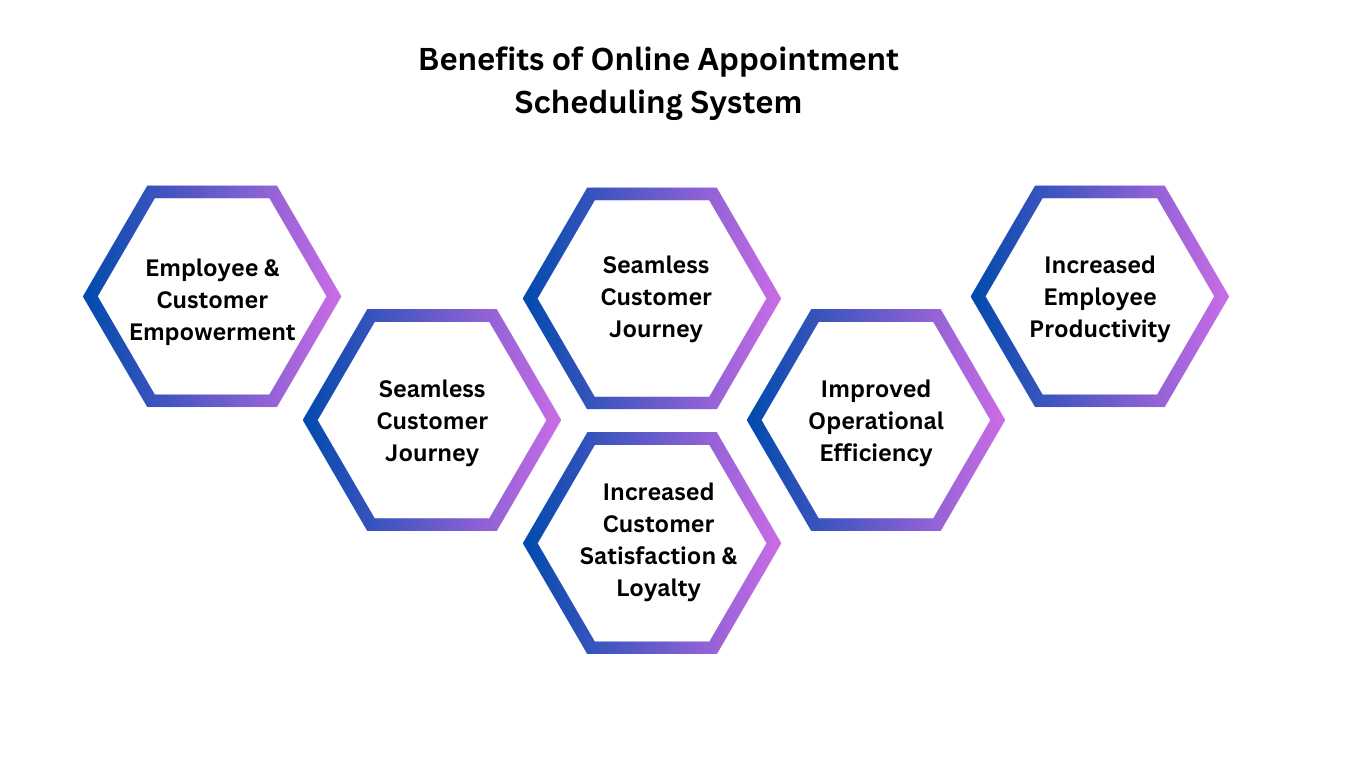 Benefits of Online Appointment
Scheduling System
Employee &
Customer
Empowerment
Seamless
Customer
Journey
Seamless
Customer
Journey
Increased
Customer
Satisfaction &
Loyalty
Improved
Operational
Efficiency
Increased
Employee
Productivity